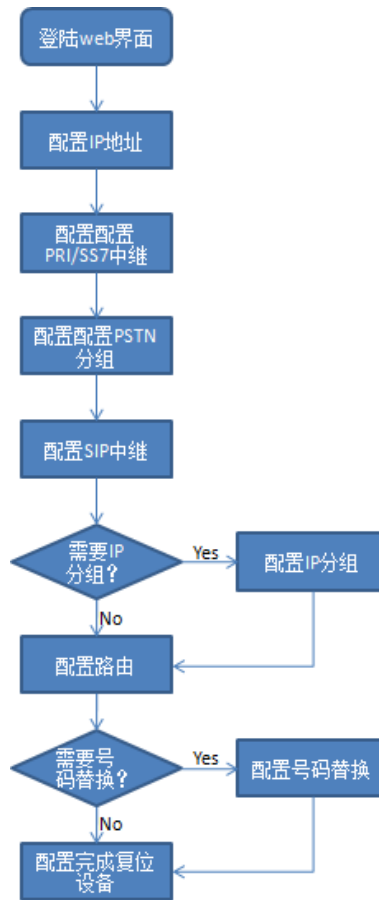 登陆web界面
配置IP地址
配置配置
PRI/SS7中继
配置配置PSTN
分组
配置SIP中继
需要IP
分组?
Yes
配置IP分组
No
配置路由
需要号
码替换?
Yes
配置号码替换
No
配置完成复位
设备